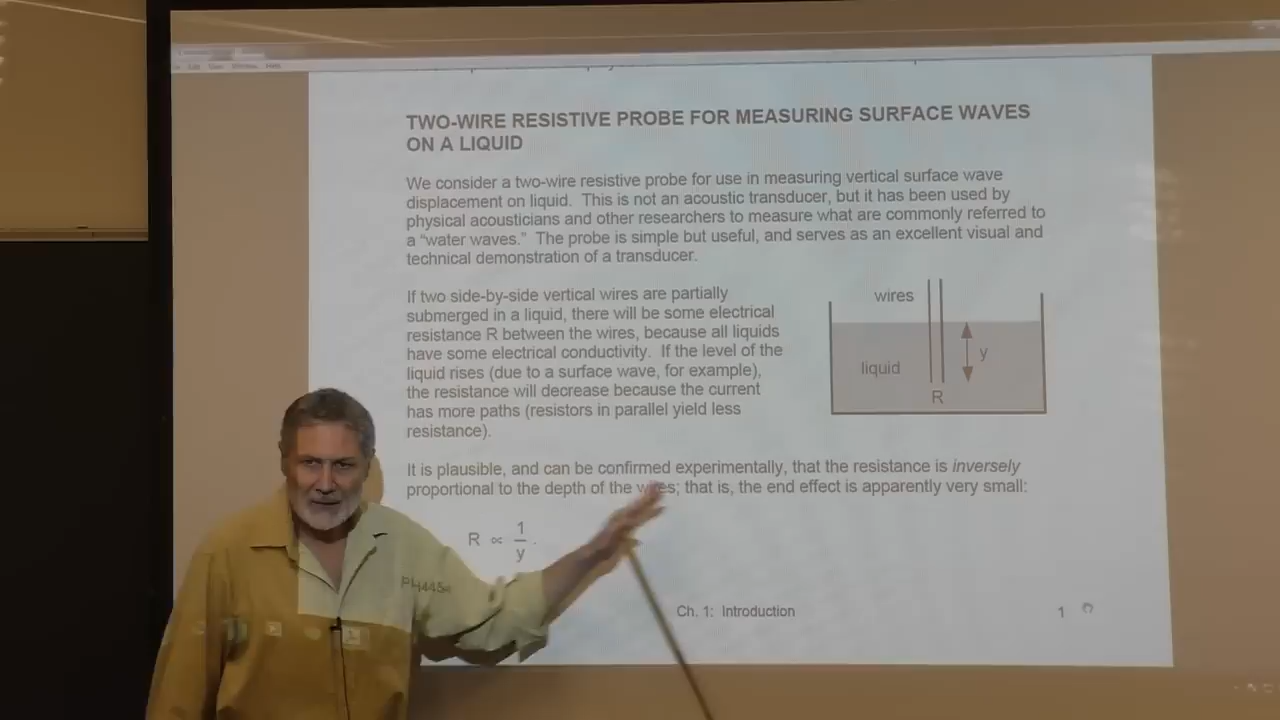 TWO-WIRE RESISTIVE PROBE FOR MEASURING SURFACE WAVES
ON A LIQUID
We consider a two-wire resistive probe for use in measuring vertical surface wave
displacement on liquid. This is not an acoustic transducer, but it has been used by
physical acousticians and other researchers to measure what are commonly referred to
a “water waves.” The probe is simple but useful, and serves as an excellent visual and
technical demonstration of a transducer.
If two side-by-side vertical wires are partially
submerged in a liquid, there will be some electrical
resistance R between the wires, because all liquids
have some electrical conductivity. If the level of the
liquid rises (due to a surface wave, for example),
the resistance will decrease because the current
has more paths (resistors in parallel yield less
resistance).
wires
liquid
y
R
It is plausible, and can be confirmed experimentally, that the resistance is inversely
proportional to the depth of the wires; that is, the end effect is apparently very small:
R ∝ 1/y.
Ch. 1: Introduction
1